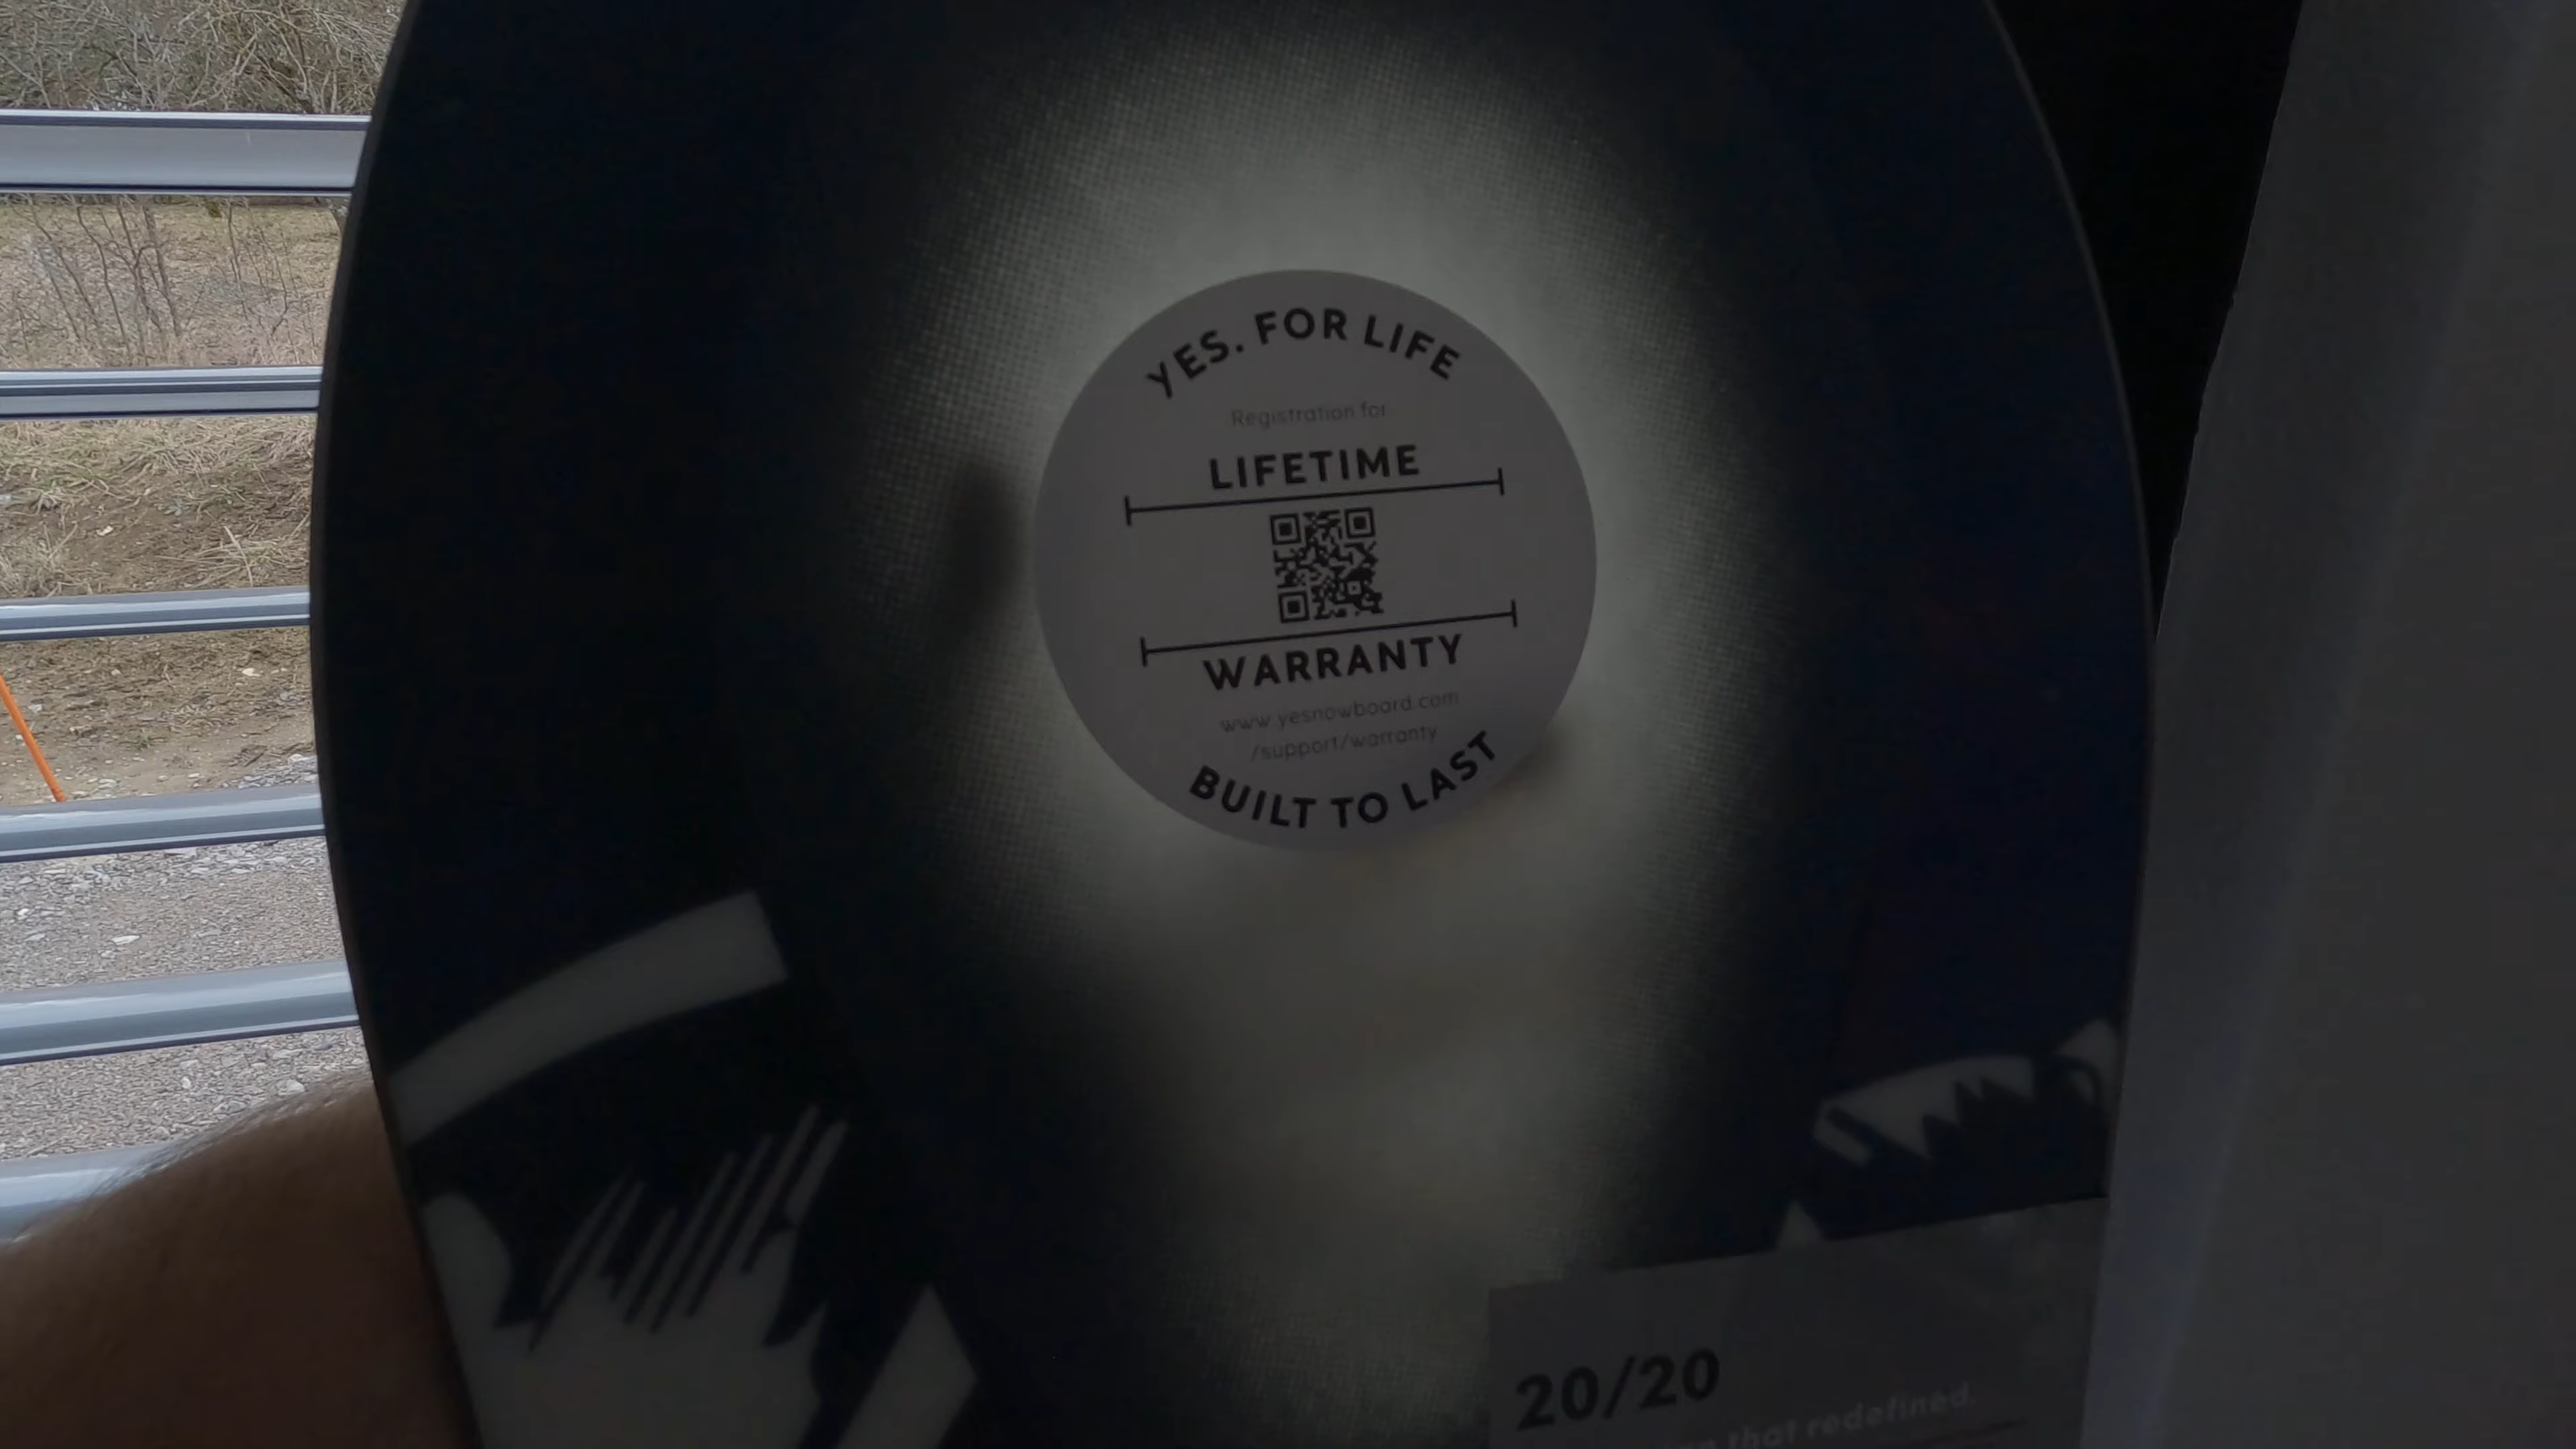 YES. FOR LIFE
Registration for
LIFETIME
WARRANTY
www.yesnowboard.com
/support/warranty
BUILT TO LAST
20/20
that redefined.